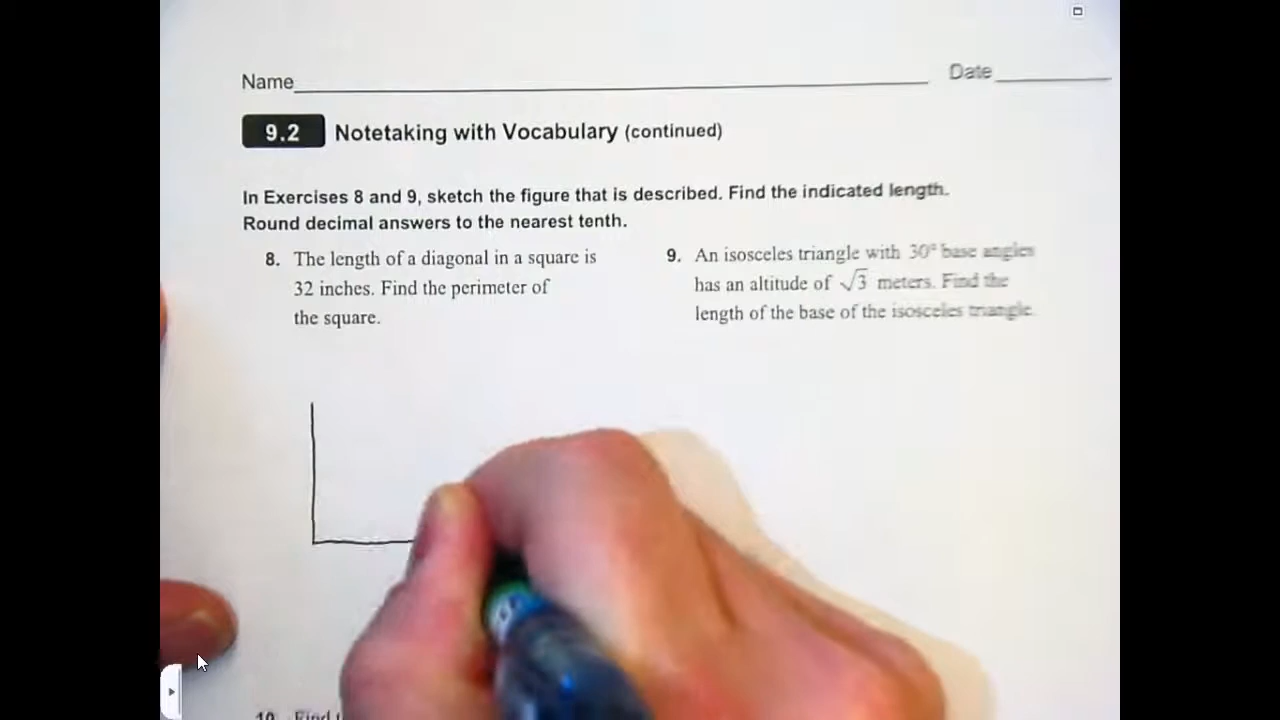 Name
Date
9.2 Notetaking with Vocabulary (continued)
In Exercises 8 and 9, sketch the figure that is described. Find the indicated length.
Round decimal answers to the nearest tenth.
8. The length of a diagonal in a square is
32 inches. Find the perimeter of
the square.
9. An isosceles triangle with 30° base angles
has an altitude of √3 meters. Find the
length of the base of the isosceles triangle.
10. Find